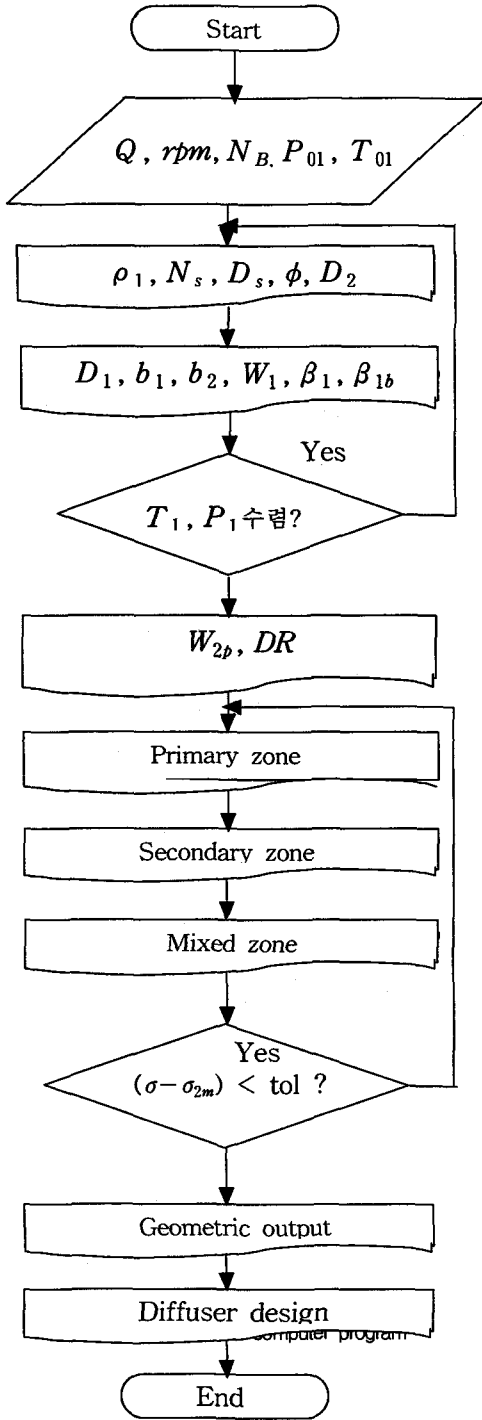 Start
Q, rpm, N_B. P_01, T_01
ρ_1, N_s, D_s, ϕ, D_2
D_1, b_1, b_2, W_1, β_1, β_1b
Yes
T_1, P_1 수렴?
W_2p, DR
Primary zone
Secondary zone
Mixed zone
Yes
(σ−σ_2m) < tol ?
Geometric output
Diffuser design
computer program
End